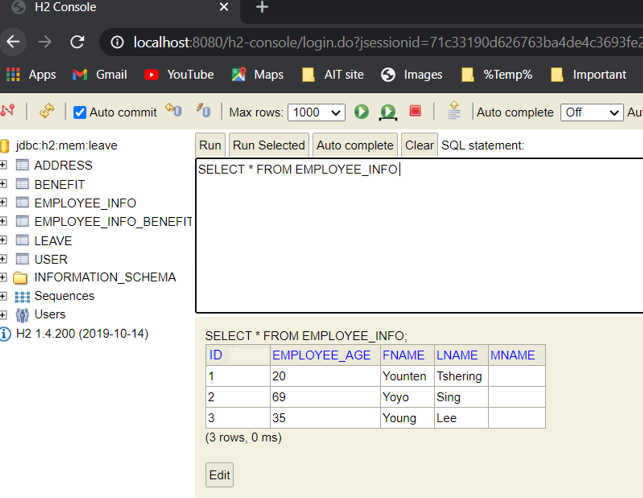 H2 Console
localhost:8080/h2-console/login.do?jsessionid=71c33190d626763ba4de4c3693fe2
Apps Gmail YouTube Maps AIT site Images %Temp% Important
Auto commit Max rows: 1000 Auto complete Off Au
jdbc:h2:mem:leave
ADDRESS
BENEFIT
EMPLOYEE_INFO
EMPLOYEE_INFO_BENEFIT
LEAVE
USER
INFORMATION_SCHEMA
Sequences
Users
H2 1.4.200 (2019-10-14)
Run Run Selected Auto complete Clear SQL statement:
SELECT * FROM EMPLOYEE_INFO
SELECT * FROM EMPLOYEE_INFO;
ID EMPLOYEE_AGE FNAME LNAME MNAME
1 20 Younten Tshering
2 69 Yoyo Sing
3 35 Young Lee
(3 rows, 0 ms)
Edit